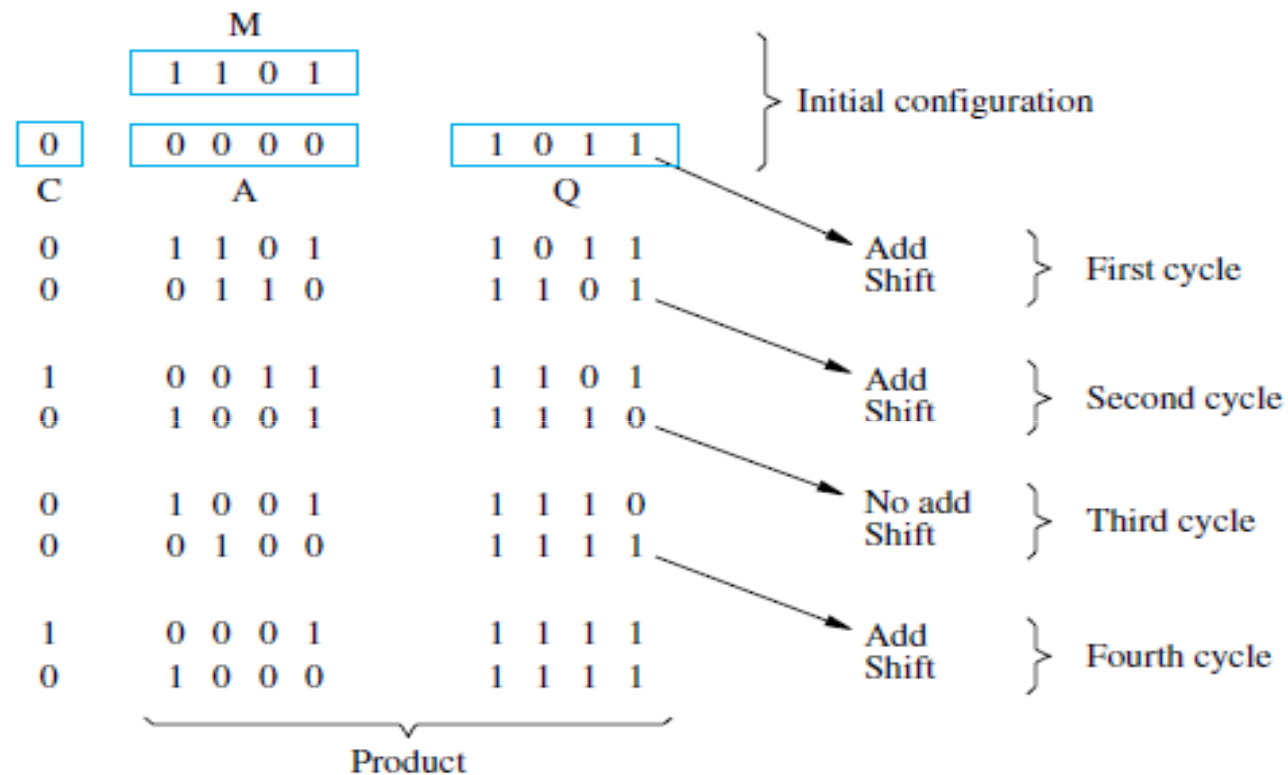 M
1 1 0 1
Initial configuration
0 0 0 0 0 1 0 1 1
C A Q
0 1 1 0 1 1 0 1 1 Add
First cycle
0 0 1 1 0 1 1 0 1 Shift
1 0 0 1 1 1 1 0 1 Add
Second cycle
0 1 0 0 1 1 1 1 0 Shift
0 1 0 0 1 1 1 1 0 No add
Third cycle
0 0 1 0 0 1 1 1 1 Shift
1 0 0 0 1 1 1 1 1 Add
Fourth cycle
0 1 0 0 0 1 1 1 1 Shift
Product